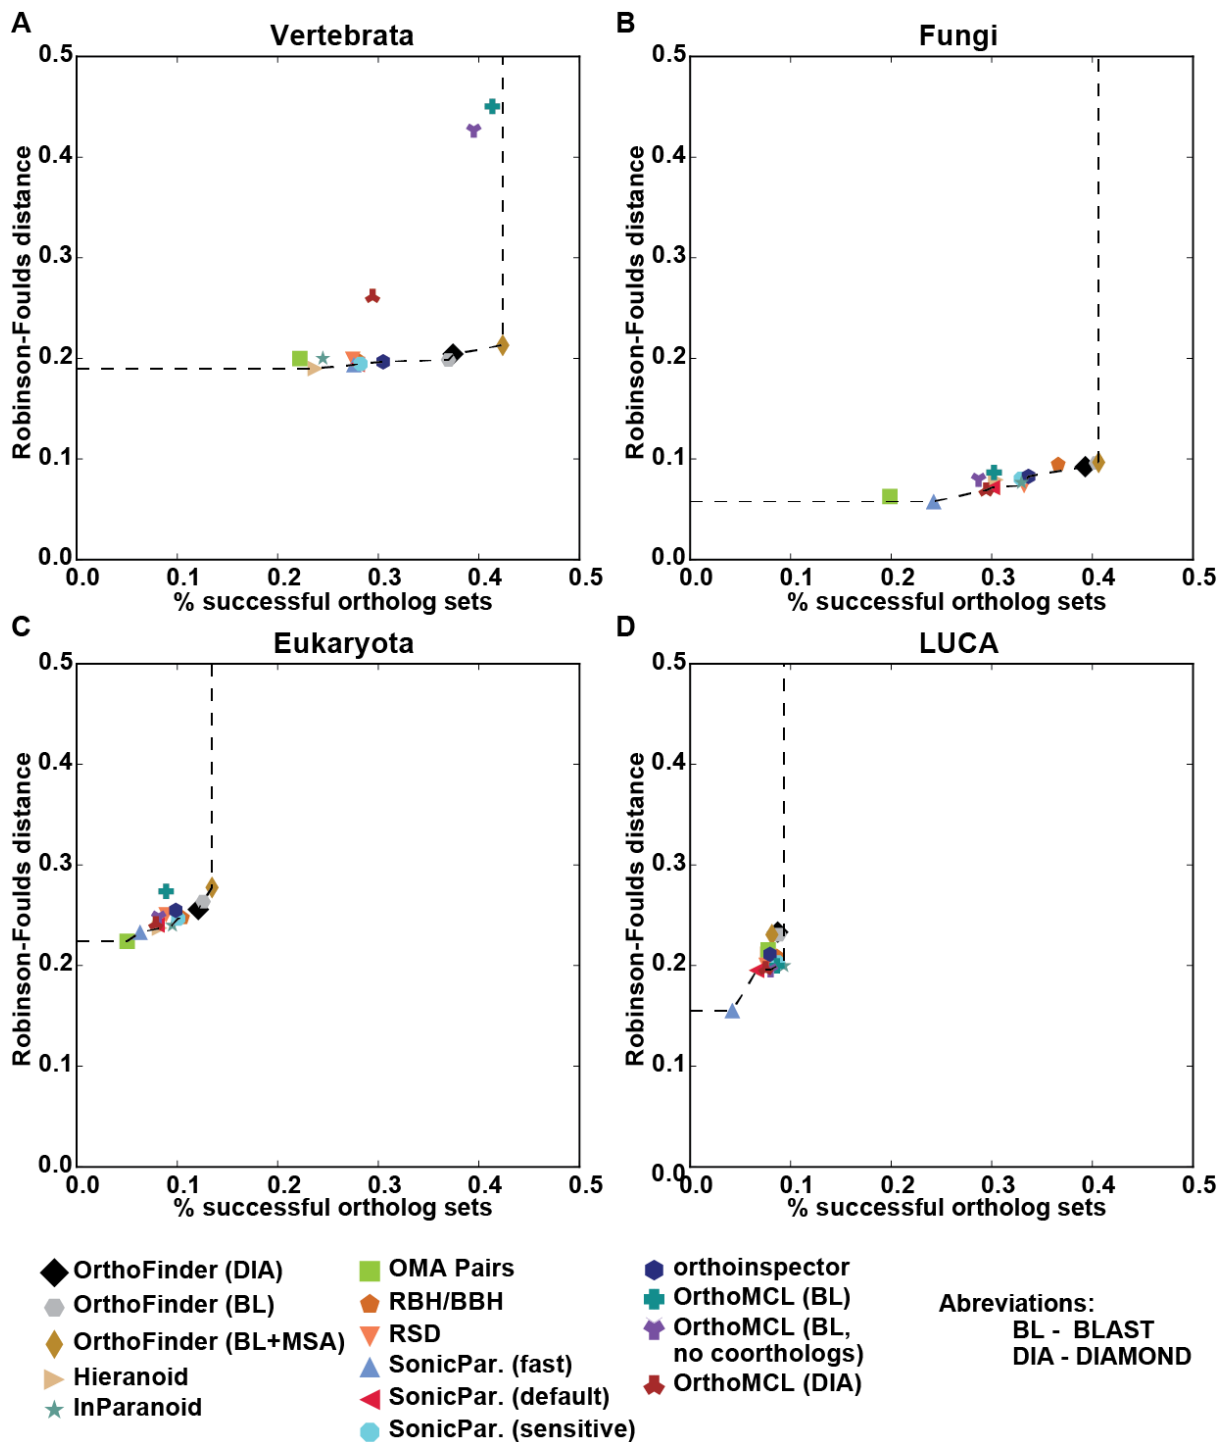 A
Vertebrata
0.5
0.4
0.3
0.2
0.1
0.0
Robinson-Foulds distance
0.0 0.1 0.2 0.3 0.4 0.5
% successful ortholog sets
B
Fungi
0.5
0.4
0.3
0.2
0.1
0.0
Robinson-Foulds distance
0.0 0.1 0.2 0.3 0.4 0.5
% successful ortholog sets
C
Eukaryota
0.5
0.4
0.3
0.2
0.1
0.0
Robinson-Foulds distance
0.0 0.1 0.2 0.3 0.4 0.5
% successful ortholog sets
D
LUCA
0.5
0.4
0.3
0.2
0.1
0.0
Robinson-Foulds distance
0.0 0.1 0.2 0.3 0.4 0.5
% successful ortholog sets
OrthoFinder (DIA)
OrthoFinder (BL)
OrthoFinder (BL+MSA)
Hieranoid
InParanoid
OMA Pairs
RBH/BBH
RSD
SonicPar. (fast)
SonicPar. (default)
SonicPar. (sensitive)
orthoinspector
OrthoMCL (BL)
OrthoMCL (BL,
no coorthologs)
OrthoMCL (DIA)
Abreviations:
BL - BLAST
DIA - DIAMOND